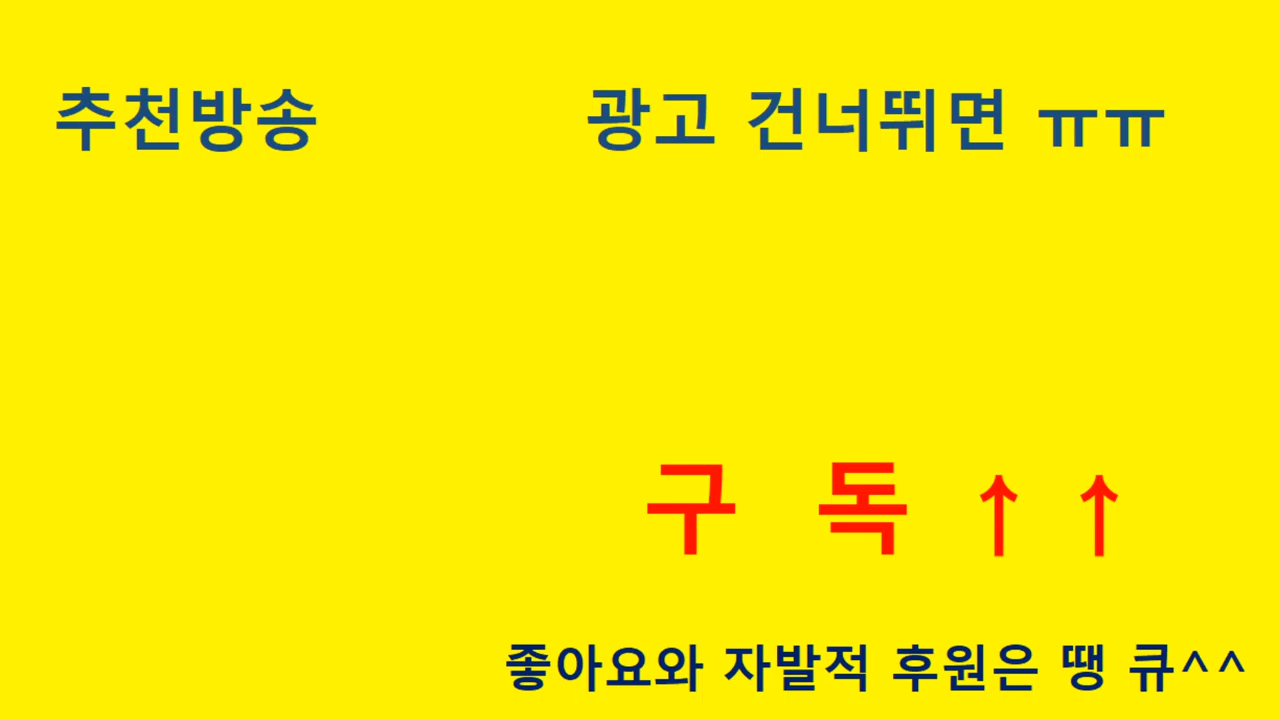 추천방송
광고 건너뛰면 ㅠㅠ
구 독 ↑ ↑
좋아요와 자발적 후원은 땡 큐^^